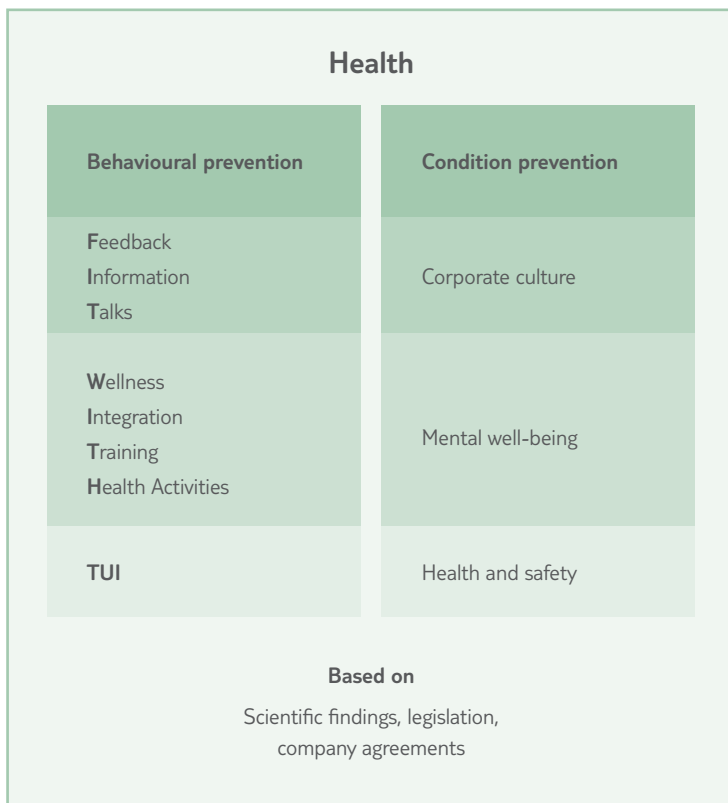 Health
Behavioural prevention
Feedback
Information
Talks
Wellness
Integration
Training
Health Activities
TUI
Condition prevention
Corporate culture
Mental well-being
Health and safety
Based on
Scientific findings, legislation,
company agreements